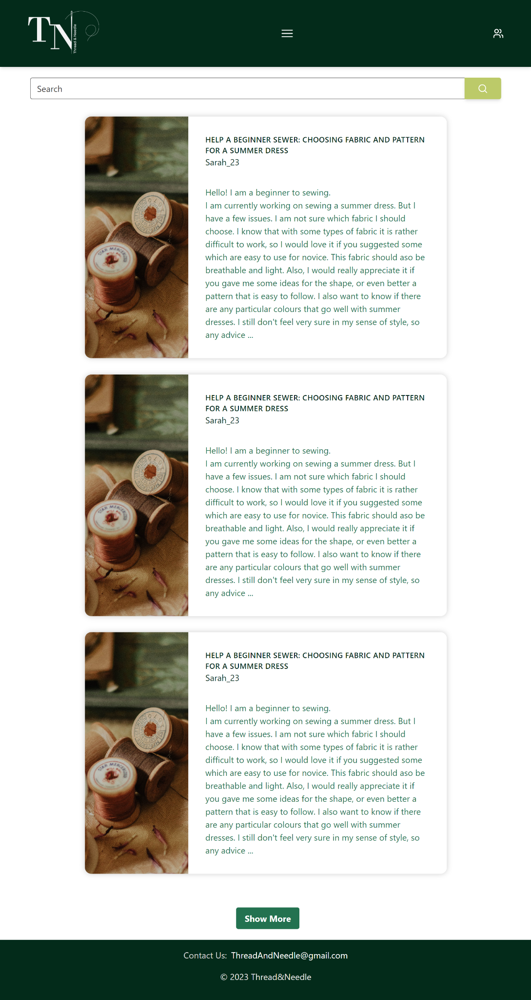 TN
Thread & Needle
Search
HELP A BEGINNER SEWER: CHOOSING FABRIC AND PATTERN
FOR A SUMMER DRESS
Sarah_23
Hello! I am a beginner to sewing.
I am currently working on sewing a summer dress. But I
have a few issues. I am not sure which fabric I should
choose. I know that with some types of fabric it is rather
difficult to work, so I would love it if you suggested some
which are easy to use for novice. This fabric should aso be
breathable and light. Also, I would really appreciate it if
you gave me some ideas for the shape, or even better a
pattern that is easy to follow. I also want to know if there
are any particular colours that go well with summer
dresses. I still don't feel very sure in my sense of style, so
any advice ...
STAR MERCERIZED
HELP A BEGINNER SEWER: CHOOSING FABRIC AND PATTERN
FOR A SUMMER DRESS
Sarah_23
Hello! I am a beginner to sewing.
I am currently working on sewing a summer dress. But I
have a few issues. I am not sure which fabric I should
choose. I know that with some types of fabric it is rather
difficult to work, so I would love it if you suggested some
which are easy to use for novice. This fabric should aso be
breathable and light. Also, I would really appreciate it if
you gave me some ideas for the shape, or even better a
pattern that is easy to follow. I also want to know if there
are any particular colours that go well with summer
dresses. I still don't feel very sure in my sense of style, so
any advice ...
STAR MERCERIZED
HELP A BEGINNER SEWER: CHOOSING FABRIC AND PATTERN
FOR A SUMMER DRESS
Sarah_23
Hello! I am a beginner to sewing.
I am currently working on sewing a summer dress. But I
have a few issues. I am not sure which fabric I should
choose. I know that with some types of fabric it is rather
difficult to work, so I would love it if you suggested some
which are easy to use for novice. This fabric should aso be
breathable and light. Also, I would really appreciate it if
you gave me some ideas for the shape, or even better a
pattern that is easy to follow. I also want to know if there
are any particular colours that go well with summer
dresses. I still don't feel very sure in my sense of style, so
any advice ...
STAR MERCERIZED
Show More
Contact Us: ThreadAndNeedle@gmail.com
© 2023 Thread&Needle